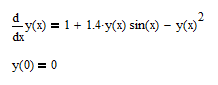 d/dx y(x) = 1 + 1.4·y(x) sin(x) − y(x)²
y(0) = 0